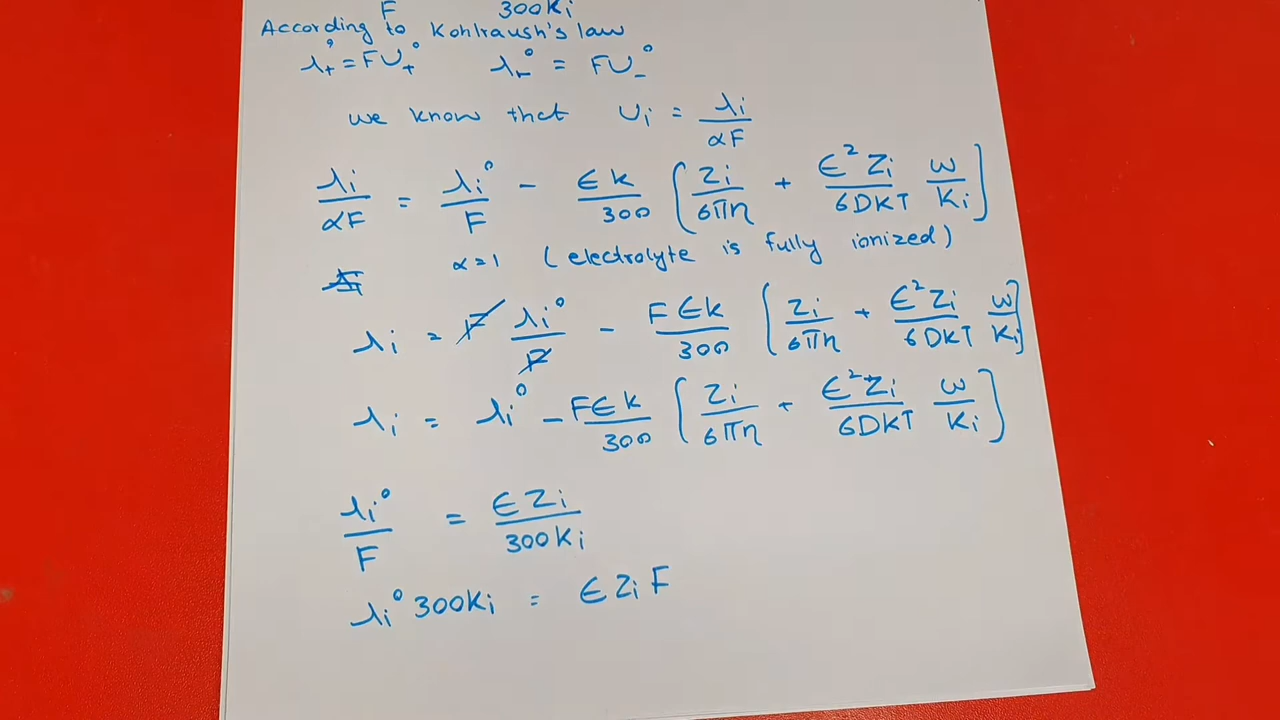 F 300Ki
According to Kohlraush's law
λ+° = FU+° λ-° = FU-°
we know that Ui = λi/αF
λi/αF = λi°/F - ϵk/300 [Zi/6πη + ϵ²Zi/6DKT ω/Ki]
α=1 (electrolyte is fully ionized)
λi = F λi°/F - Fϵk/300 [Zi/6πη + ϵ²Zi/6DKT ω/Ki]
λi = λi° - Fϵk/300 [Zi/6πη + ϵ²Zi/6DKT ω/Ki]
λi°/F = ϵZi/300Ki
λi° 300Ki = ϵZiF